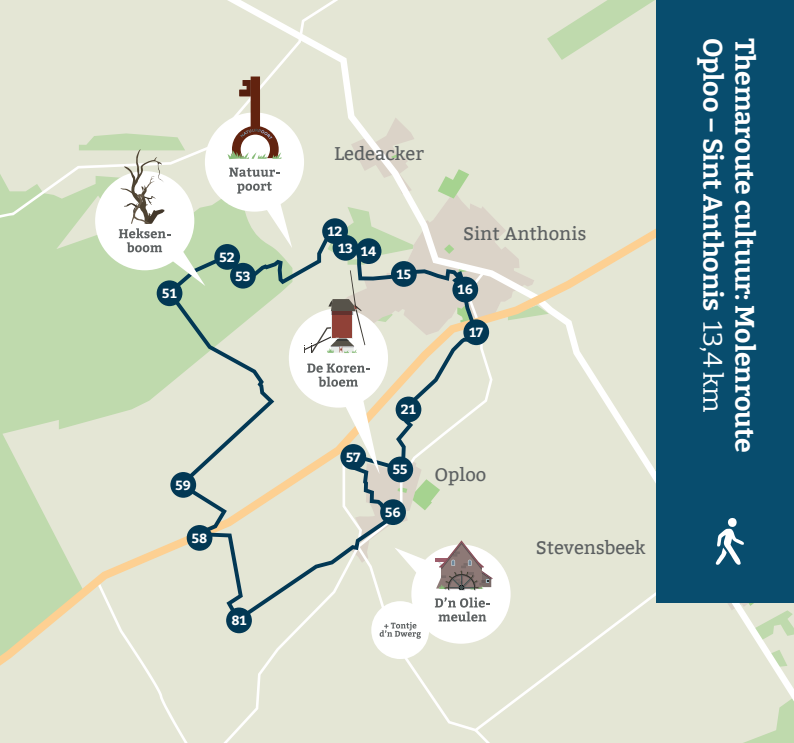 Themaroute cultuur: Molenroute
Oploo – Sint Anthonis 13,4 km
NATUURPOORT
Natuur-
poort
Ledeacker
Heksen-
boom
Sint Anthonis
12
13
14
52
53
51
15
16
17
De Koren-
bloem
21
57
55
Oploo
59
56
58
Stevensbeek
D'n Olie-
meulen
+ Tontje
d'n Dwerg
81